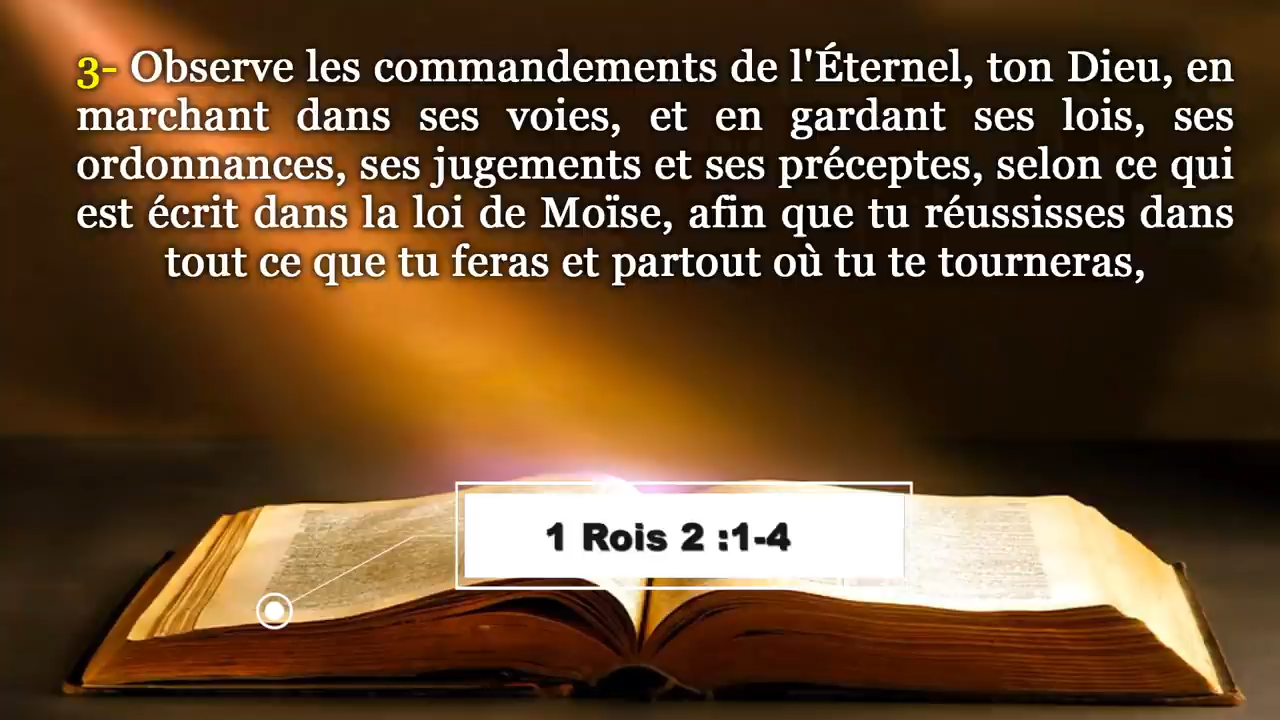 3- Observe les commandements de l'Éternel, ton Dieu, en
marchant dans ses voies, et en gardant ses lois, ses
ordonnances, ses jugements et ses préceptes, selon ce qui
est écrit dans la loi de Moïse, afin que tu réussisses dans
tout ce que tu feras et partout où tu te tourneras,
1 Rois 2 :1-4